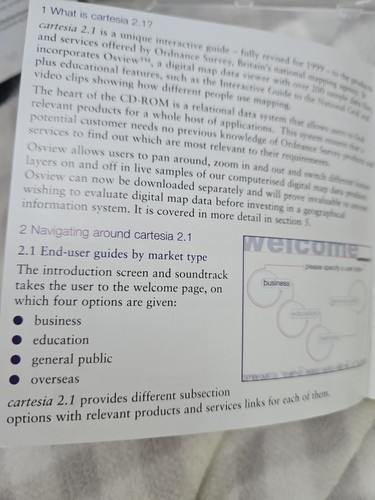 1 What is cartesia 2.1?
cartesia 2.1 is a unique interactive guide – fully revised for 1999 – to the products
and services offered by Ordnance Survey, Britain's national mapping agency. It
incorporates Osview™, a digital map data viewer with over 200 sample data
plus educational features, such as the Interactive Guide to the National Grid and
video clips showing how different people use mapping.
The heart of the CD-ROM is a relational data system that allows users to find
relevant products for a whole host of applications. This system ensures that a
potential customer needs no previous knowledge of Ordnance Survey products and
services to find out which are most relevant to their requirements.
Osview allows users to pan around, zoom in and out and switch different
layers on and off in live samples of our computerised digital map data products.
Osview can now be downloaded separately and will prove invaluable to anyone
wishing to evaluate digital map data before investing in a geographical
information system. It is covered in more detail in section 5.
2 Navigating around cartesia 2.1
2.1 End-user guides by market type
The introduction screen and soundtrack
takes the user to the welcome page, on
which four options are given:
● business
● education
● general public
● overseas
cartesia 2.1 provides different subsection
options with relevant products and services links for each of them.
welcome
please specify a user type
business